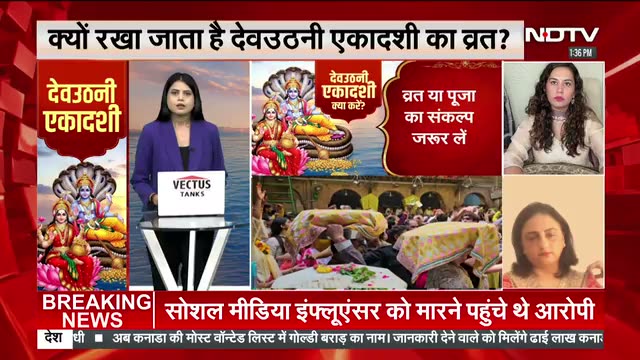 क्यों रखा जाता है देवउठनी एकादशी का व्रत?
NDTV
1:36 PM
देवउठनी
एकादशी
देवउठनी
एकादशी
क्या करें?
व्रत या पूजा
का संकल्प
जरूर लें
VECTUS
TANKS
BREAKING
NEWS
सोशल मीडिया इंफ्लूएंसर को मारने पहुंचे थे आरोपी
देश
धी
अब कनाडा की मोस्ट वॉन्टेड लिस्ट में गोल्डी बराड़ का नाम। जानकारी देने वाले को मिलेंगे ढाई लाख कना